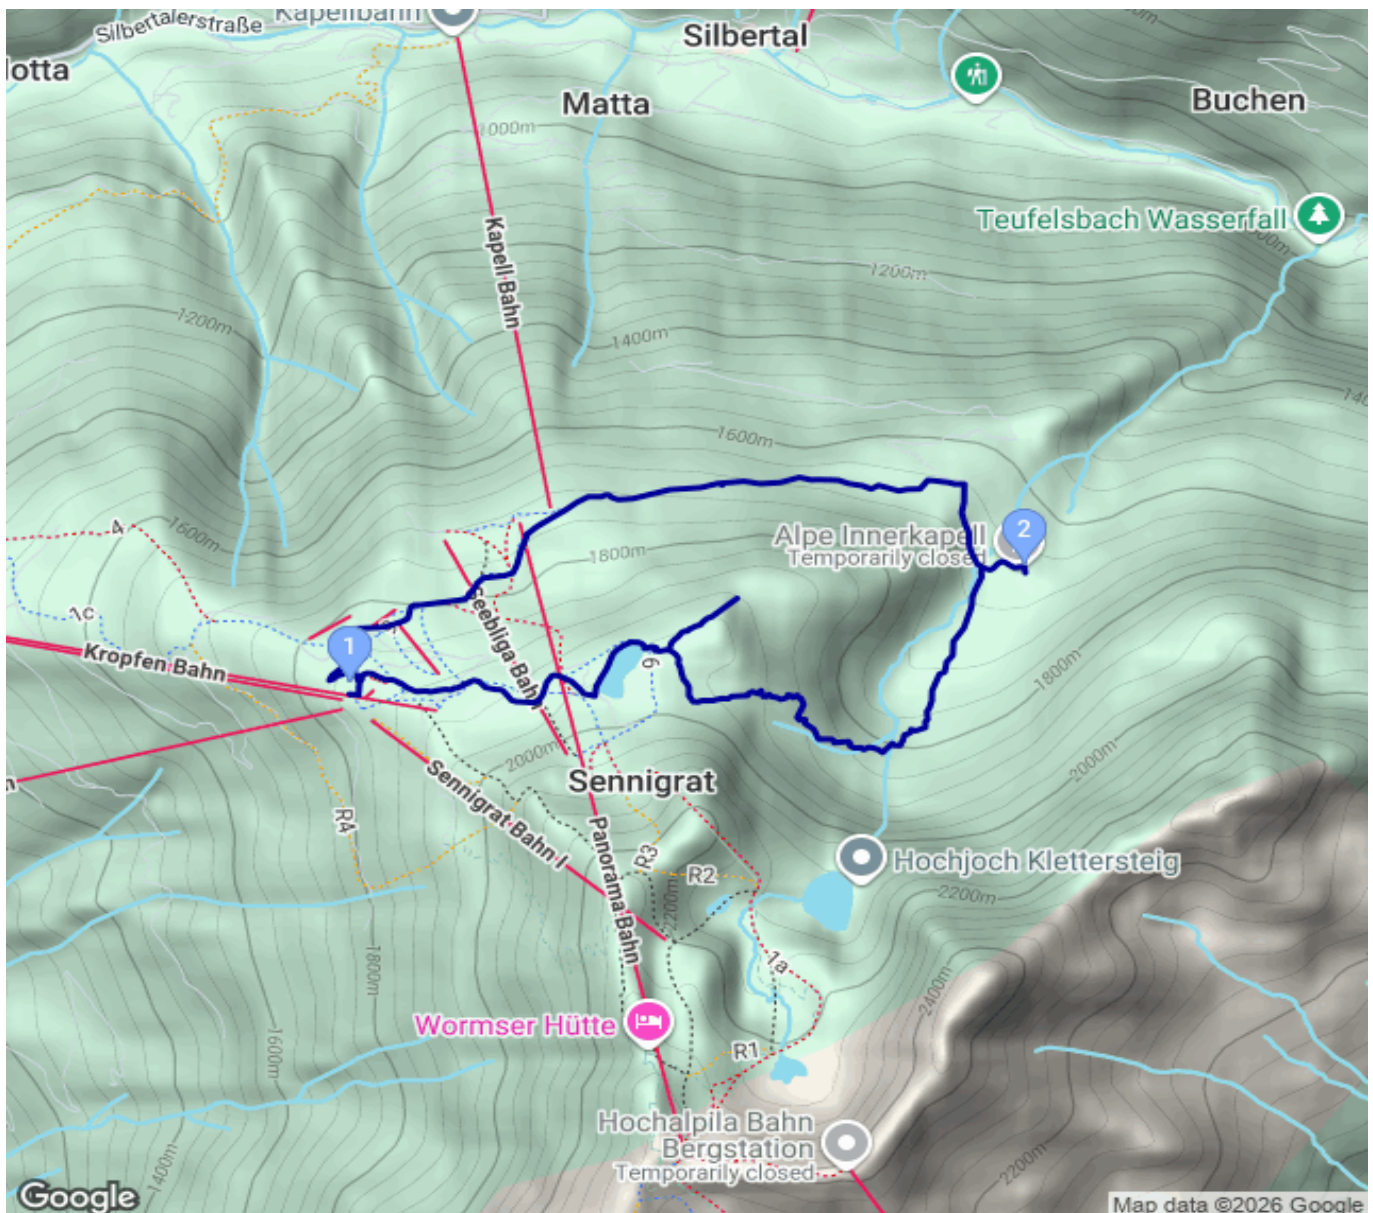 Kapellbahn
Silbertalerstraße
Silbertal
lotta
Matta
Buchen
1000m
Teufelsbach Wasserfall
Kapell Bahn
1200m
1200m
1400m
1600m
4
1600m
1800m
Alpe Innerkapell
Temporarily closed
2
1c
1
Seebliga Bahn
Kropfen Bahn
6
1800m
2000m
2000m
Sennigrat
n
Sennigrat Bahn I
R4
Panorama Bahn
R3
R2
Hochjoch Klettersteig
2200m
2200m
1800m
1a
2400m
Wormser Hütte
1600m
R1
Hochalpila Bahn
Bergstation
Temporarily closed
1400m
2200m
Google
Map data ©2026 Google